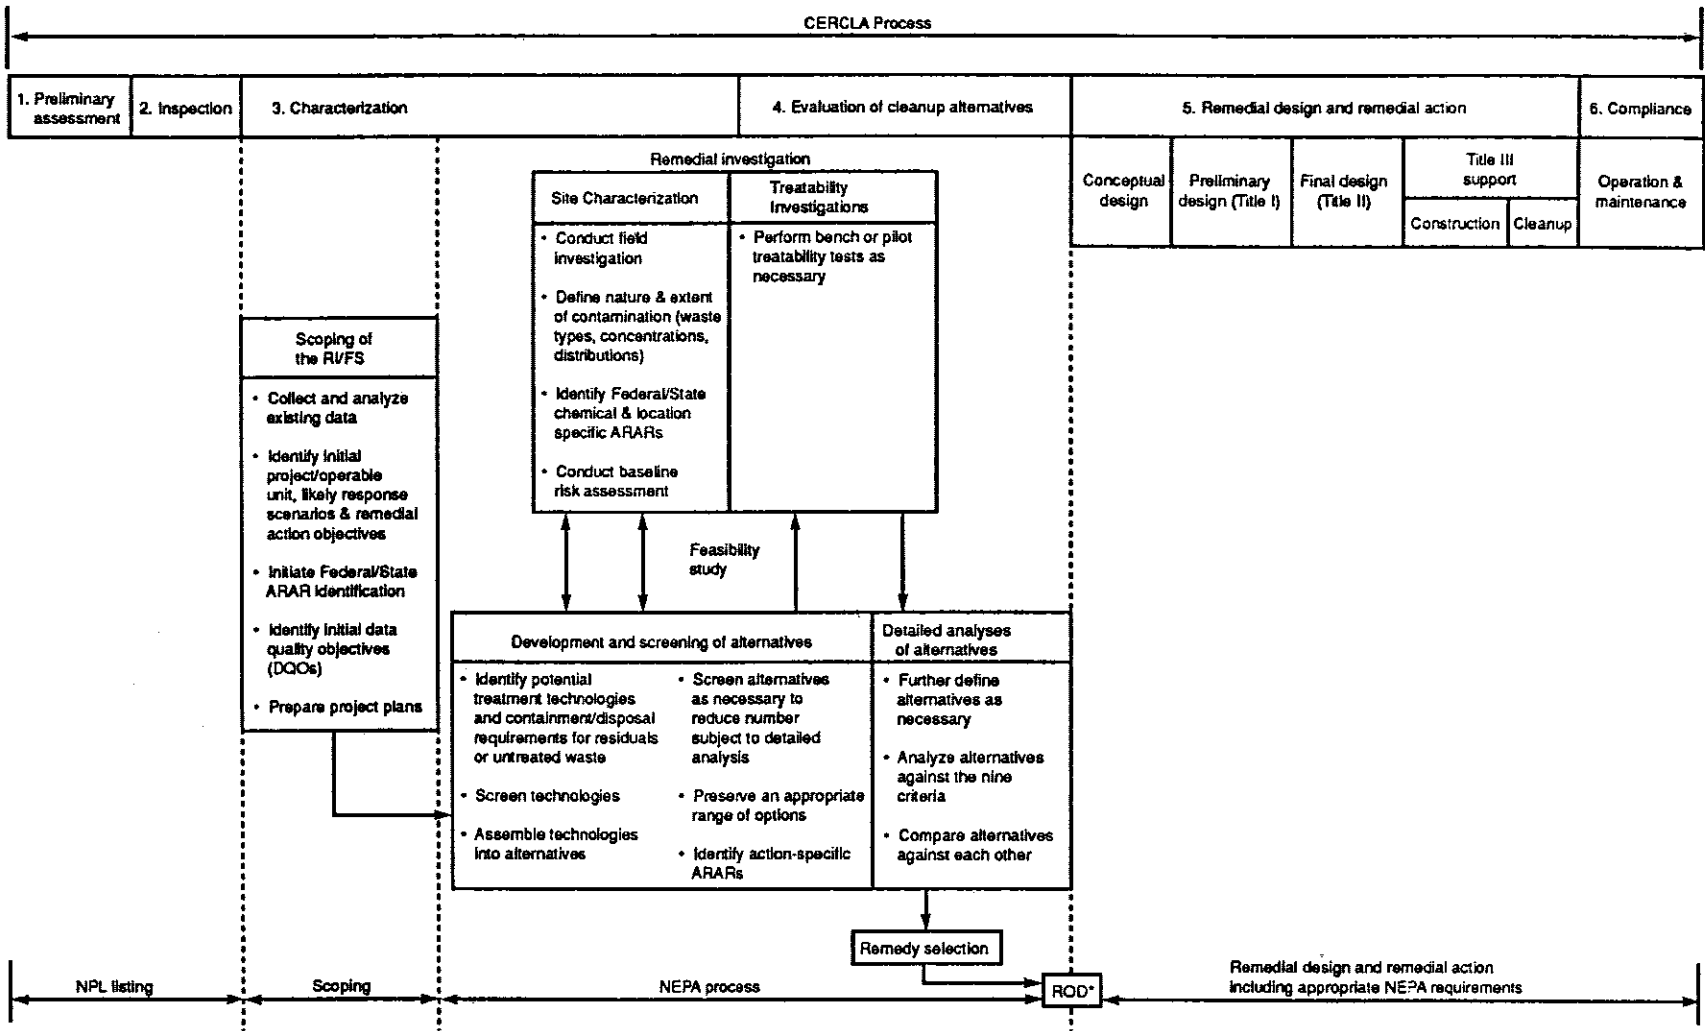 CERCLA Process
1. Preliminary
assessment
2. Inspection
3. Characterization
4. Evaluation of cleanup alternatives
5. Remedial design and remedial action
6. Compliance
Conceptual
design
Preliminary
design (Title I)
Final design
(Title II)
Title III
support
Construction
Cleanup
Operation &
maintenance
Remedial investigation
Site Characterization
• Conduct field
investigation
• Define nature & extent
of contamination (waste
types, concentrations,
distributions)
• Identify Federal/State
chemical & location
specific ARARs
• Conduct baseline
risk assessment
Treatability
Investigations
• Perform bench or pilot
treatability tests as
necessary
Scoping of
the RI/FS
• Collect and analyze
existing data
• Identify initial
project/operable
unit, likely response
scenarios & remedial
action objectives
• Initiate Federal/State
ARAR identification
• Identify initial data
quality objectives
(DQOs)
• Prepare project plans
Feasibility
study
Development and screening of alternatives
• Identify potential
treatment technologies
and containment/disposal
requirements for residuals
or untreated waste
• Screen technologies
• Assemble technologies
into alternatives
• Screen alternatives
as necessary to
reduce number
subject to detailed
analysis
• Preserve an appropriate
range of options
• Identify action-specific
ARARs
Detailed analyses
of alternatives
• Further define
alternatives as
necessary
• Analyze alternatives
against the nine
criteria
• Compare alternatives
against each other
Remedy selection
NPL listing
Scoping
NEPA process
ROD*
Remedial design and remedial action
including appropriate NEPA requirements